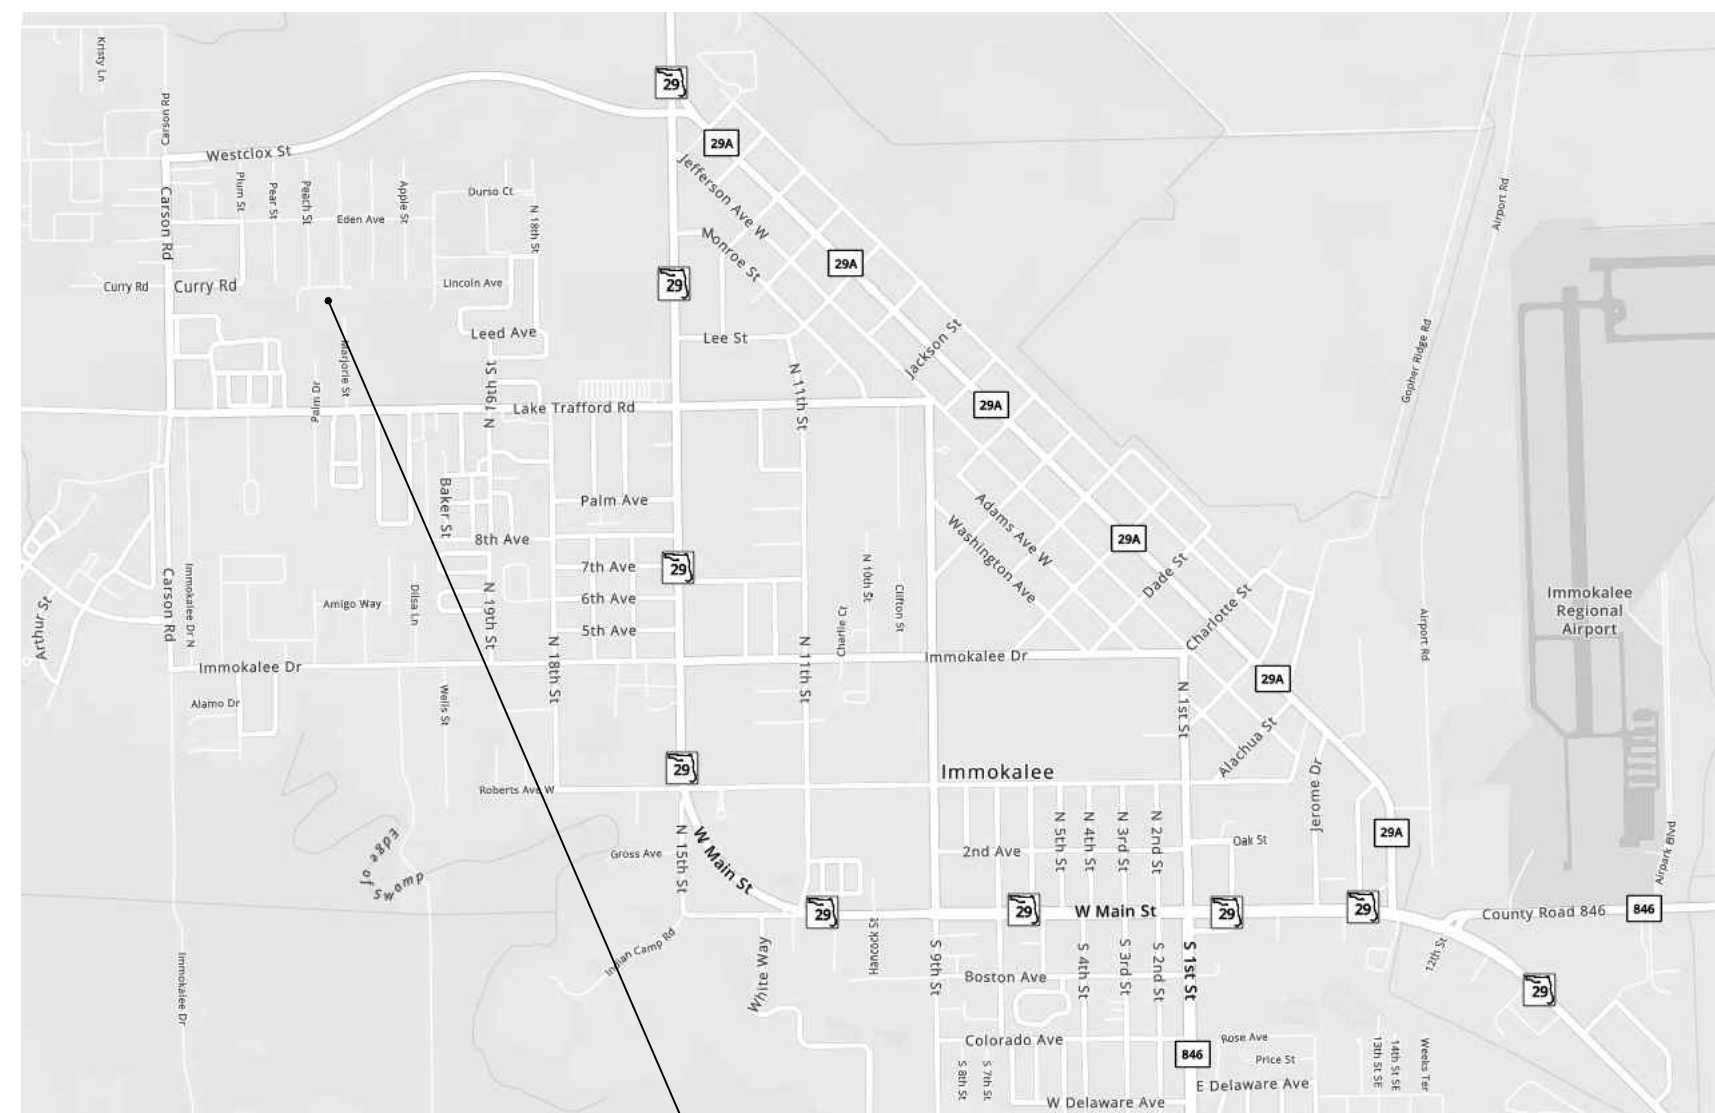 Kristy Ln
Carson Rd
29
Westclox St
29A
Jefferson Ave W
Plum St
Pear St
Peach St
Apple St
Durso Ct
Airport Rd
Carson Rd
Eden Ave
N 18th St
Monroe St
29A
Curry Rd
Curry Rd
Lincoln Ave
29
Leed Ave
Lee St
Jackson St
Gopher Ridge Rd
Marjorie St
Palm Dr
N 19th St
Lake Trafford Rd
N 11th St
29A
Baker St
Palm Ave
Adams Ave W
Washington Ave
8th Ave
29A
7th Ave
29
N 10th St
Dade St
Immokalee
Regional
Airport
Carson Rd
Immokalee Dr N
Amigo Way
Dilsa Ln
N 19th St
6th Ave
Clifton St
Charlotte St
Arthur St
5th Ave
Charlie Ct
Airport Rd
Immokalee Dr
N 18th St
N 11th St
Immokalee Dr
29A
Alamo Dr
Wells St
N 1st St
Alachua St
29
Immokalee
Roberts Ave W
Jerome Dr
Edge of Swamp
Gross Ave
N 15th St
W Main St
2nd Ave
N 5th St
N 4th St
N 3rd St
N 2nd St
Oak St
29A
Airpark Blvd
29
29
W Main St
29
29
County Road 846
846
Immokalee Dr
Indian Camp Rd
White Way
Hancock St
S 9th St
Boston Ave
S 4th St
S 3rd St
S 2nd St
S 1st St
12th St
29
Colorado Ave
846
Rose Ave
Price St
13th St SE
14th St SE
Weeks Ter
S 8th St
S 7th St
E Delaware Ave
W Delaware Ave